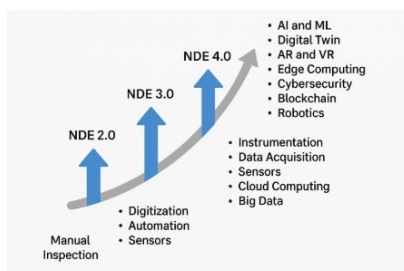 • AI and ML
• Digital Twin
• AR and VR
• Edge Computing
• Cybersecurity
• Blockchain
• Robotics
NDE 4.0
NDE 3.0
NDE 2.0
• Instrumentation
• Data Acquisition
• Sensors
• Cloud Computing
• Big Data
• Digitization
• Automation
• Sensors
Manual
Inspection